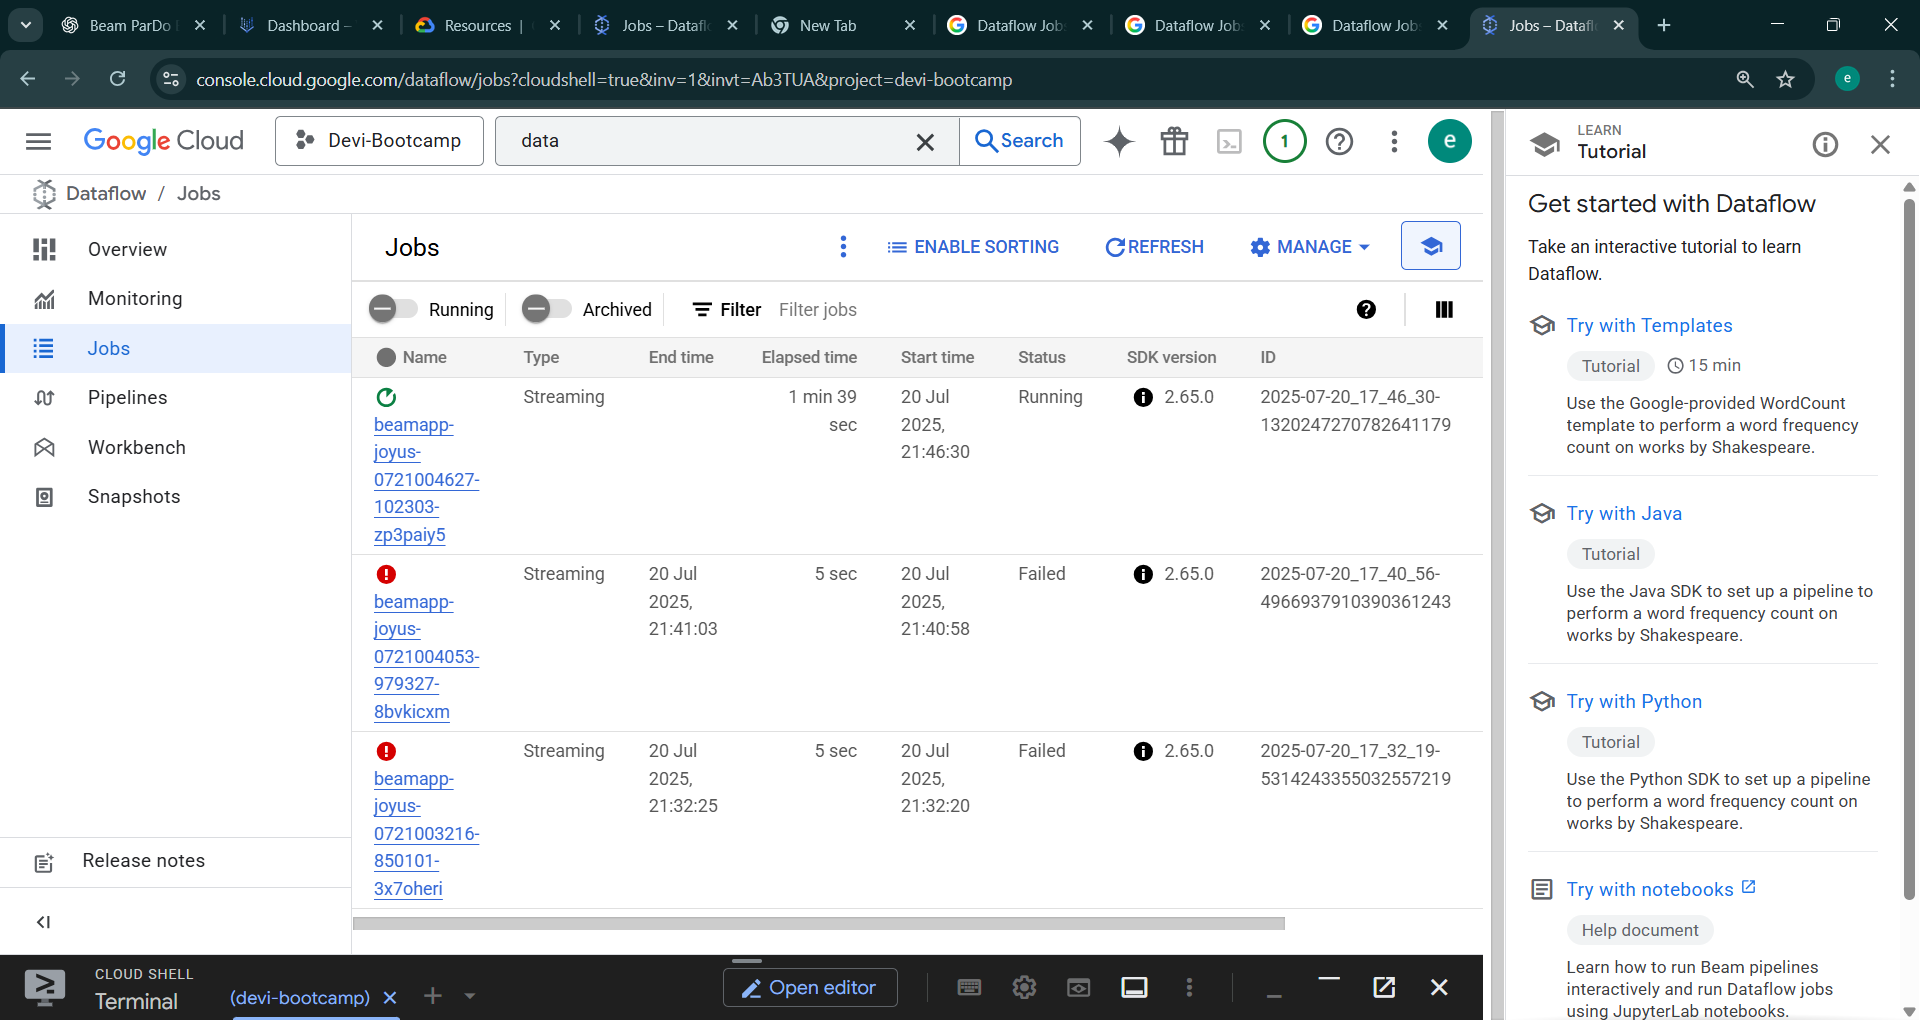 Beam ParDo
Dashboard –
Resources |
Jobs – Dataflo
New Tab
Dataflow Job
Dataflow Job
Dataflow Job
Jobs – Datafl
console.cloud.google.com/dataflow/jobs?cloudshell=true&inv=1&invt=Ab3TUA&project=devi-bootcamp
e
Google Cloud
Devi-Bootcamp
data
Search
1
e
Dataflow / Jobs
Overview
Monitoring
Jobs
Pipelines
Workbench
Snapshots
Release notes
Jobs
ENABLE SORTING
REFRESH
MANAGE
Running
Archived
Filter
Filter jobs
Name Type End time Elapsed time Start time Status SDK version ID
beamapp-
joyus-
0721004627-
102303-
zp3paiy5
Streaming
1 min 39
sec
20 Jul
2025,
21:46:30
Running
2.65.0
2025-07-20_17_46_30-
1320247270782641179
beamapp-
joyus-
0721004053-
979327-
8bvkicxm
Streaming
20 Jul
2025,
21:41:03
5 sec
20 Jul
2025,
21:40:58
Failed
2.65.0
2025-07-20_17_40_56-
4966937910390361243
beamapp-
joyus-
0721003216-
850101-
3x7oheri
Streaming
20 Jul
2025,
21:32:25
5 sec
20 Jul
2025,
21:32:20
Failed
2.65.0
2025-07-20_17_32_19-
5314243355032557219
LEARN
Tutorial
Get started with Dataflow
Take an interactive tutorial to learn
Dataflow.
Try with Templates
Tutorial
15 min
Use the Google-provided WordCount
template to perform a word frequency
count on works by Shakespeare.
Try with Java
Tutorial
Use the Java SDK to set up a pipeline to
perform a word frequency count on
works by Shakespeare.
Try with Python
Tutorial
Use the Python SDK to set up a pipeline
to perform a word frequency count on
works by Shakespeare.
Try with notebooks
Help document
Learn how to run Beam pipelines
interactively and run Dataflow jobs
using JupyterLab notebooks.
CLOUD SHELL
Terminal
(devi-bootcamp)
Open editor